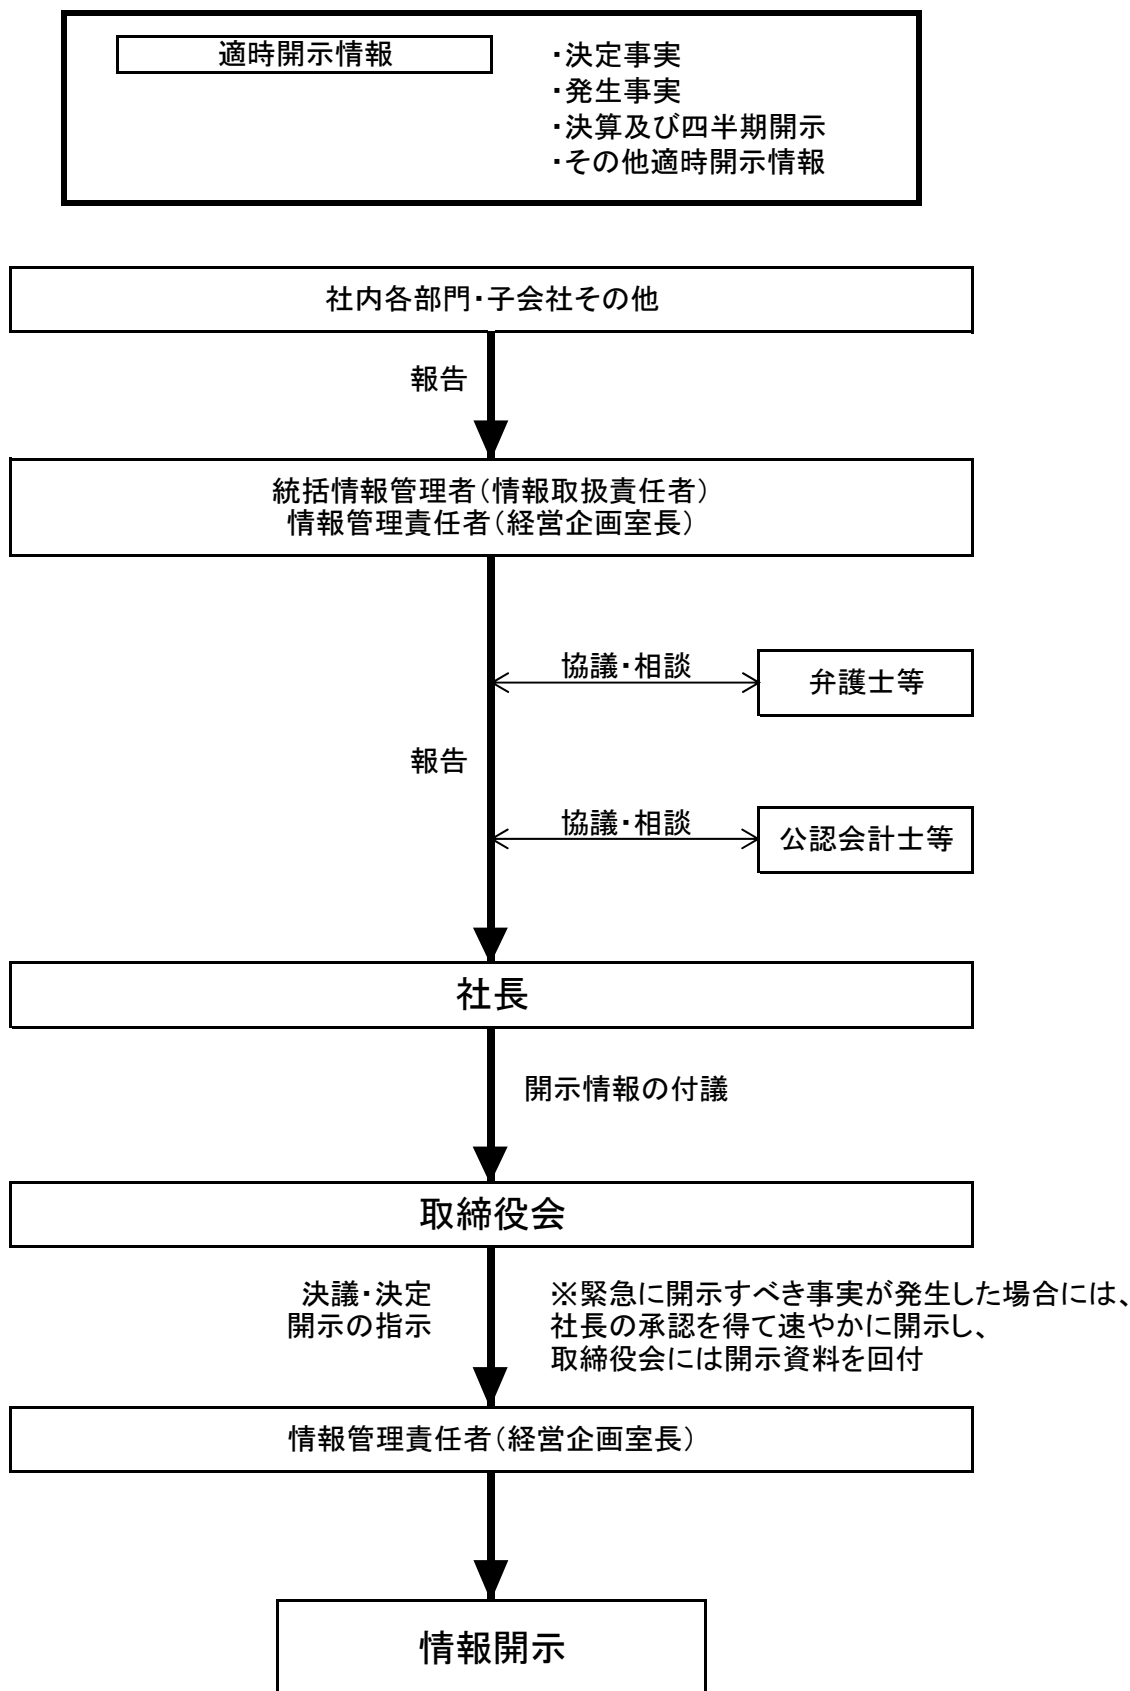 適時開示情報
・決定事実
・発生事実
・決算及び四半期開示
・その他適時開示情報
社内各部門・子会社その他
報告
統括情報管理者（情報取扱責任者）
情報管理責任者（経営企画室長）
協議・相談
弁護士等
報告
協議・相談
公認会計士等
社長
開示情報の付議
取締役会
決議・決定
開示の指示
※緊急に開示すべき事実が発生した場合には、
社長の承認を得て速やかに開示し、
取締役会には開示資料を回付
情報管理責任者（経営企画室長）
情報開示